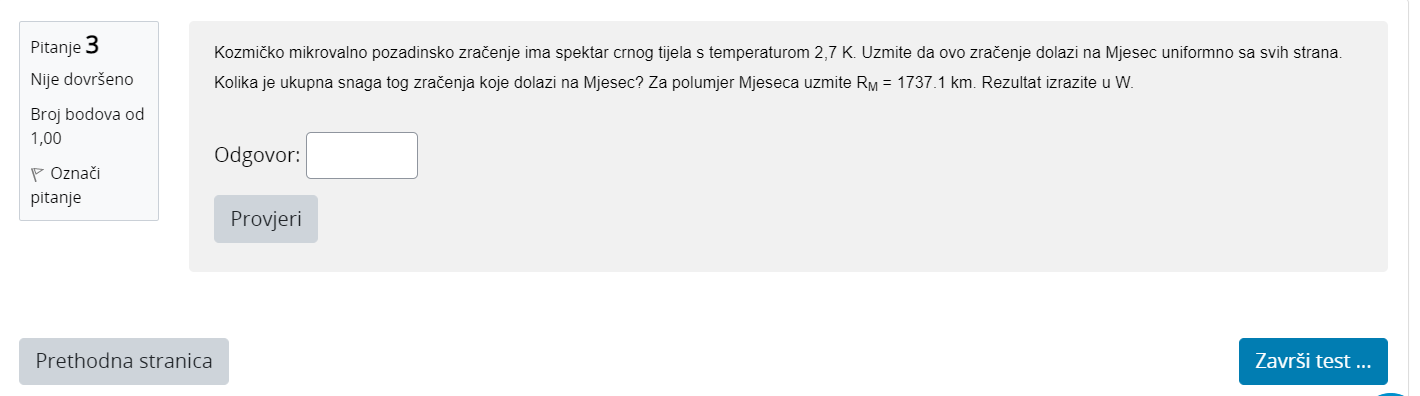 Pitanje 3
Nije dovršeno
Broj bodova od
1,00
Označi
pitanje
Kozmičko mikrovalno pozadinsko zračenje ima spektar crnog tijela s temperaturom 2,7 K. Uzmite da ovo zračenje dolazi na Mjesec uniformno sa svih strana.
Kolika je ukupna snaga tog zračenja koje dolazi na Mjesec? Za polumjer Mjeseca uzmite RM = 1737.1 km. Rezultat izrazite u W.
Odgovor:
Provjeri
Prethodna stranica
Završi test ...